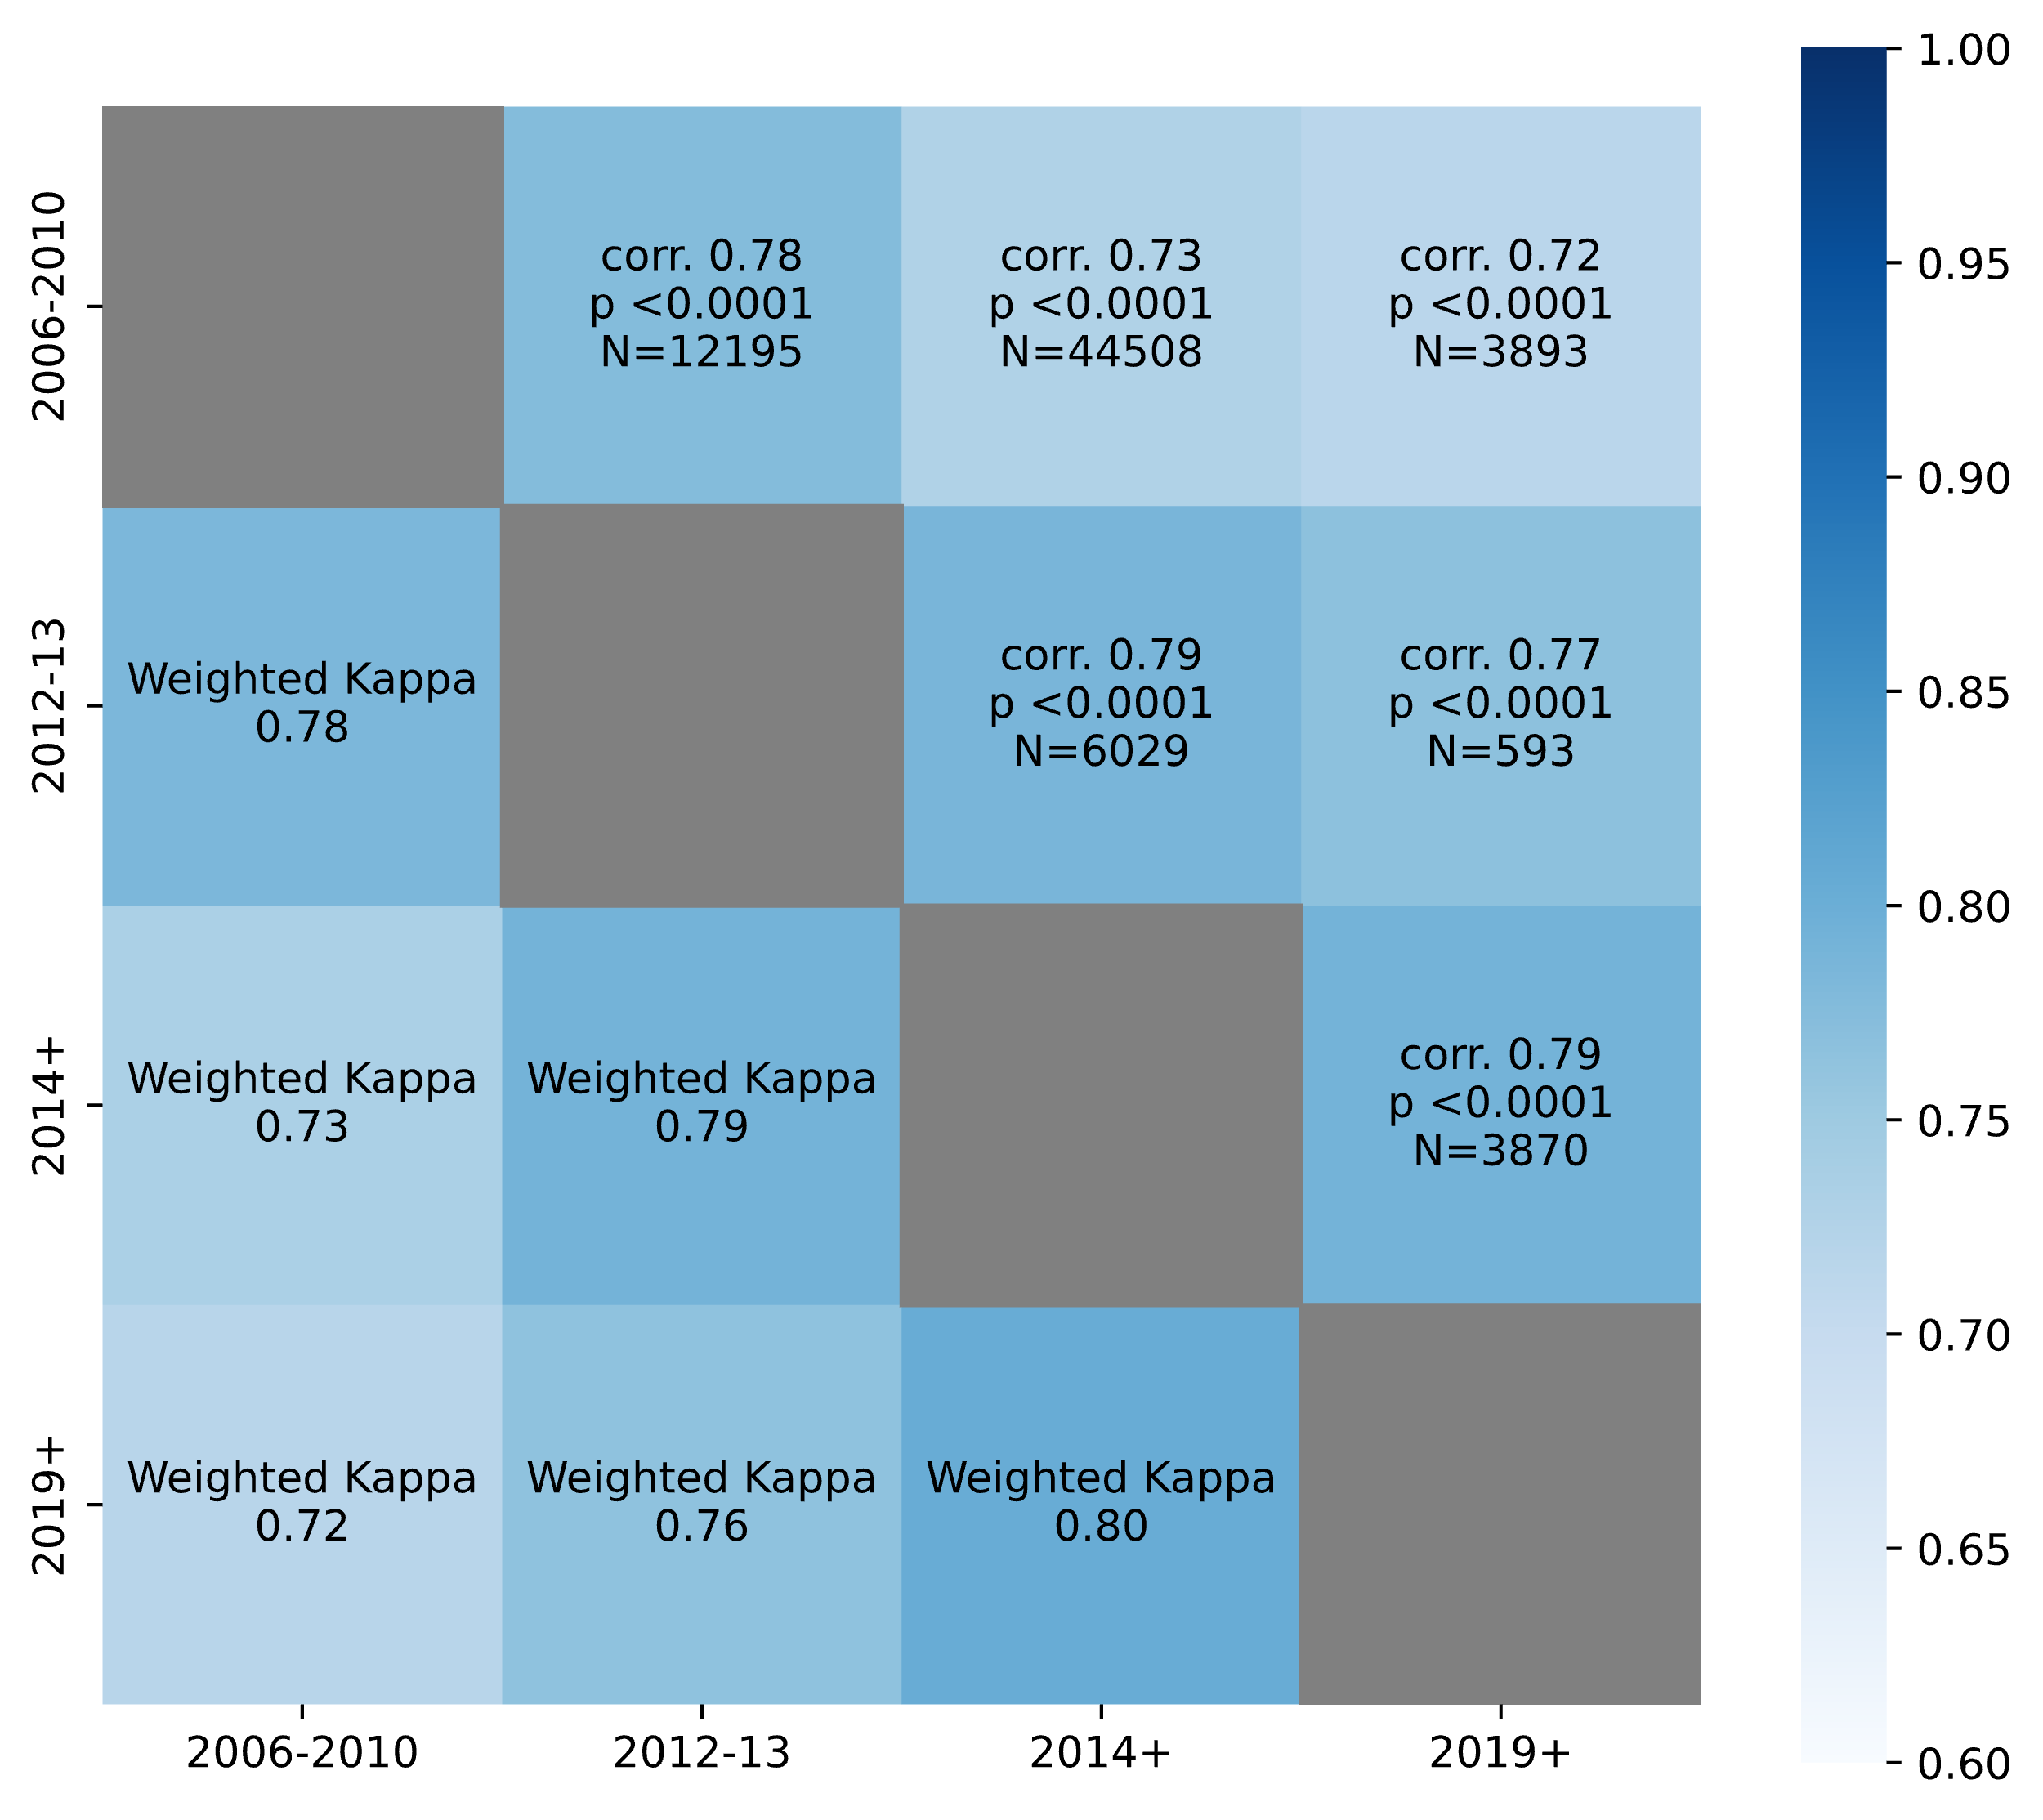 2006-2010
corr. 0.78
p <0.0001
N=12195
corr. 0.73
p <0.0001
N=44508
corr. 0.72
p <0.0001
N=3893
2012-13
Weighted Kappa
0.78
corr. 0.79
p <0.0001
N=6029
corr. 0.77
p <0.0001
N=593
2014+
Weighted Kappa
0.73
Weighted Kappa
0.79
corr. 0.79
p <0.0001
N=3870
2019+
Weighted Kappa
0.72
Weighted Kappa
0.76
Weighted Kappa
0.80
2006-2010
2012-13
2014+
2019+
1.00
0.95
0.90
0.85
0.80
0.75
0.70
0.65
0.60